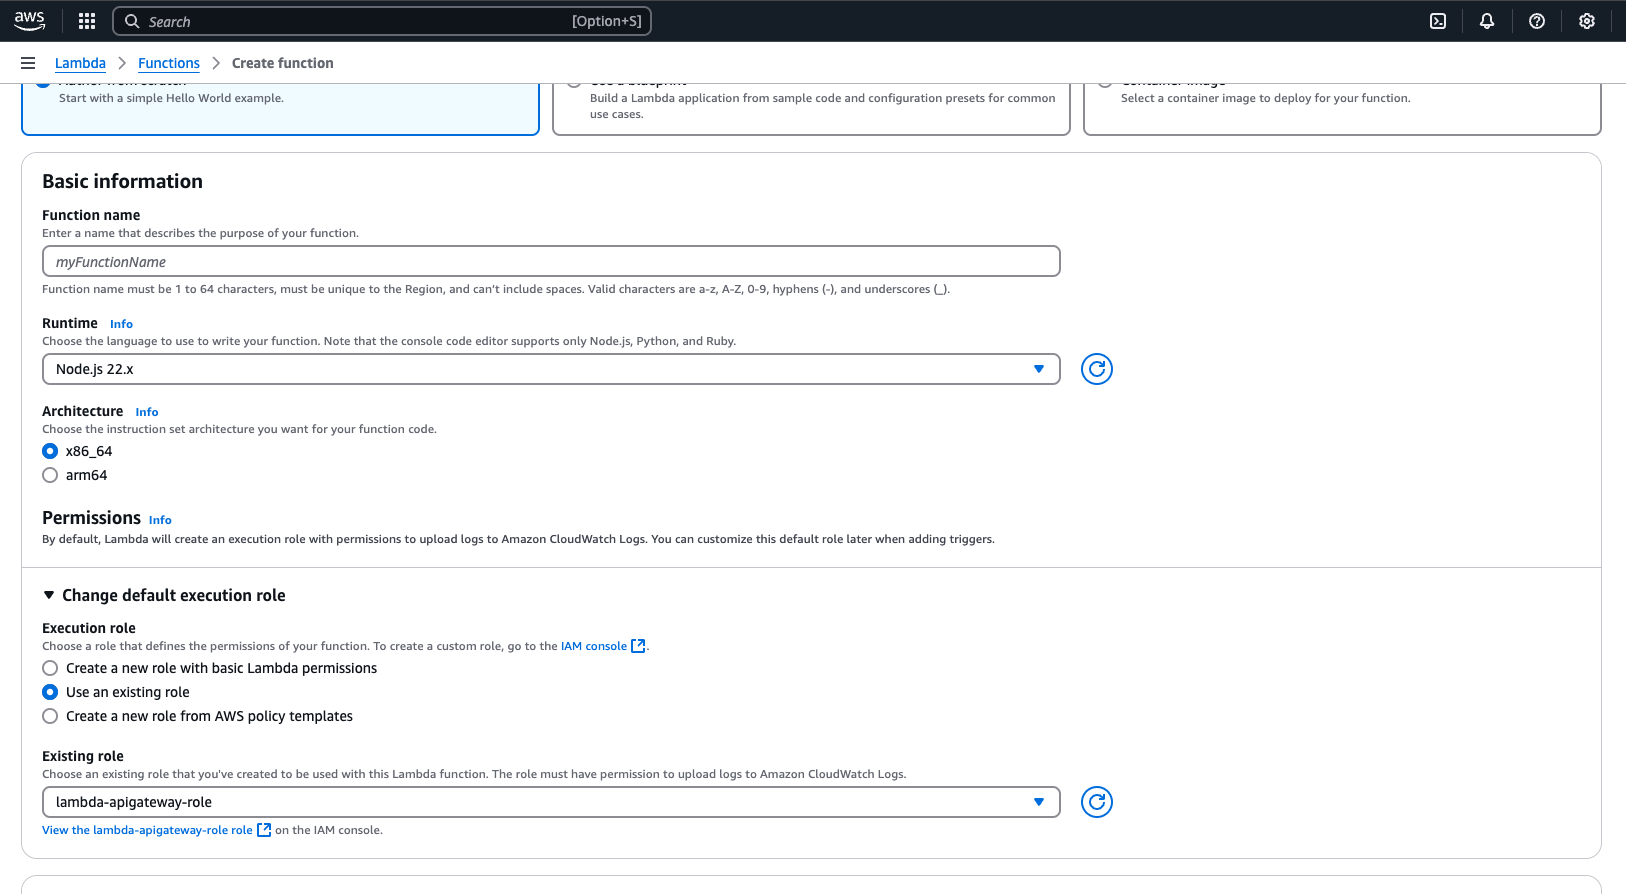 aws
Search
[Option+S]
Lambda
Functions
Create function
Author from scratch
Start with a simple Hello World example.
Use a blueprint
Build a Lambda application from sample code and configuration presets for common
use cases.
Container image
Select a container image to deploy for your function.
Basic information
Function name
Enter a name that describes the purpose of your function.
myFunctionName
Function name must be 1 to 64 characters, must be unique to the Region, and can't include spaces. Valid characters are a-z, A-Z, 0-9, hyphens (-), and underscores (_).
Runtime Info
Choose the language to use to write your function. Note that the console code editor supports only Node.js, Python, and Ruby.
Node.js 22.x
Architecture Info
Choose the instruction set architecture you want for your function code.
x86_64
arm64
Permissions Info
By default, Lambda will create an execution role with permissions to upload logs to Amazon CloudWatch Logs. You can customize this default role later when adding triggers.
Change default execution role
Execution role
Choose a role that defines the permissions of your function. To create a custom role, go to the IAM console.
Create a new role with basic Lambda permissions
Use an existing role
Create a new role from AWS policy templates
Existing role
Choose an existing role that you've created to be used with this Lambda function. The role must have permission to upload logs to Amazon CloudWatch Logs.
lambda-apigateway-role
View the lambda-apigateway-role role on the IAM console.